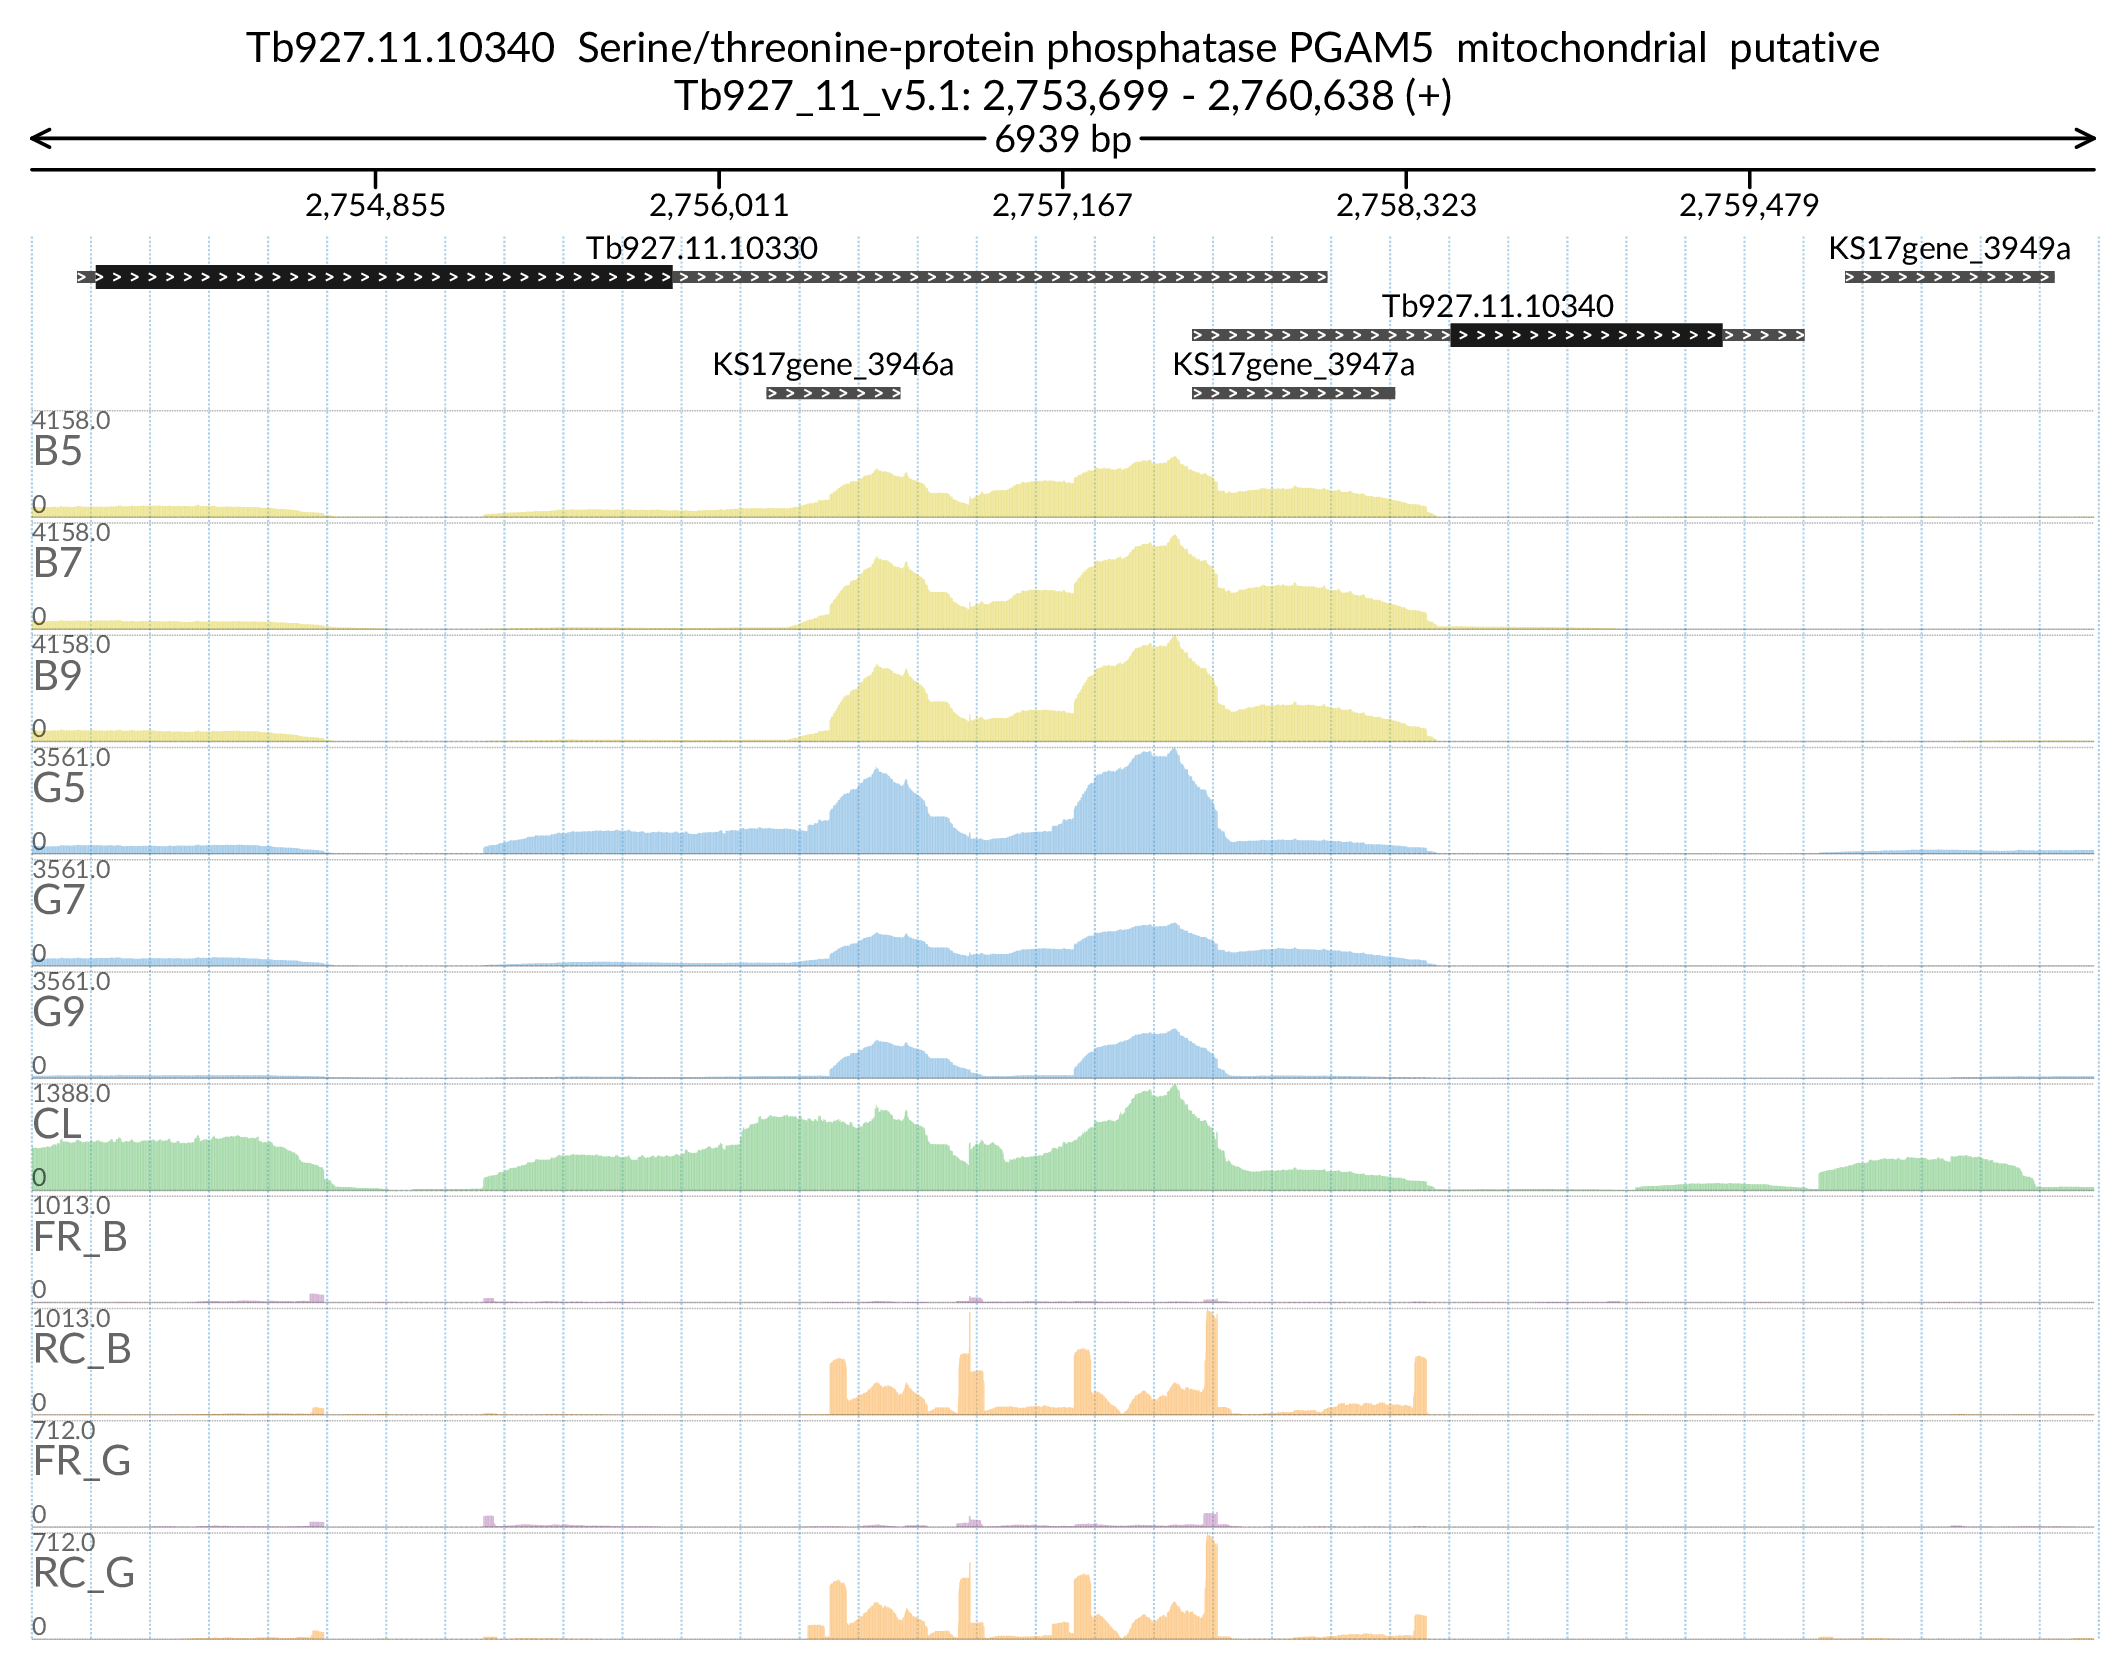 Tb927.11.10340 Serine/threonine-protein phosphatase PGAM5 mitochondrial putative
Tb927_11_v5.1: 2,753,699 - 2,760,638 (+)
6939 bp
2,754,855 2,756,011 2,757,167 2,758,323 2,759,479
Tb927.11.10330 KS17gene_3949a
Tb927.11.10340
KS17gene_3946a KS17gene_3947a
4158.0
B5
0
4158.0
B7
0
4158.0
B9
0
3561.0
G5
0
3561.0
G7
0
3561.0
G9
0
1388.0
CL
0
1013.0
FR_B
0
1013.0
RC_B
0
712.0
FR_G
0
712.0
RC_G
0